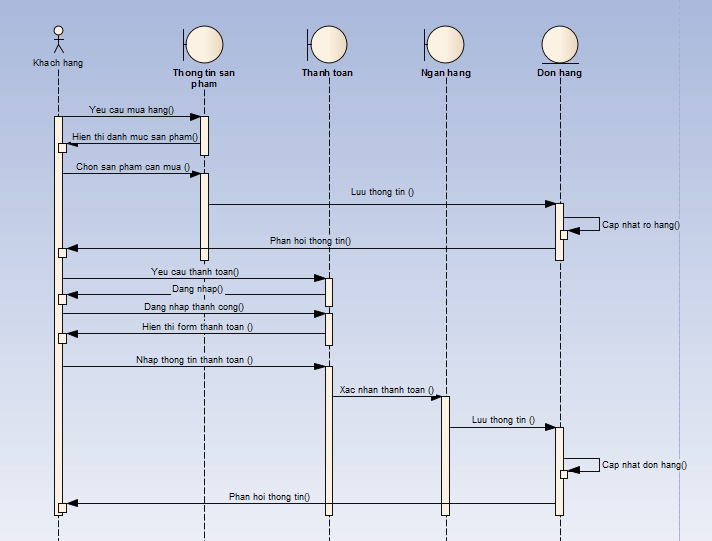 Khach hang
Thong tin san
pham
Thanh toan
Ngan hang
Don hang
Yeu cau mua hang()
Hien thi danh muc san pham()
Chon san pham can mua ()
Luu thong tin ()
Cap nhat ro hang()
Phan hoi thong tin()
Yeu cau thanh toan()
Dang nhap()
Dang nhap thanh cong()
Hien thi form thanh toan ()
Nhap thong tin thanh toan ()
Xac nhan thanh toan ()
Luu thong tin ()
Cap nhat don hang()
Phan hoi thong tin()